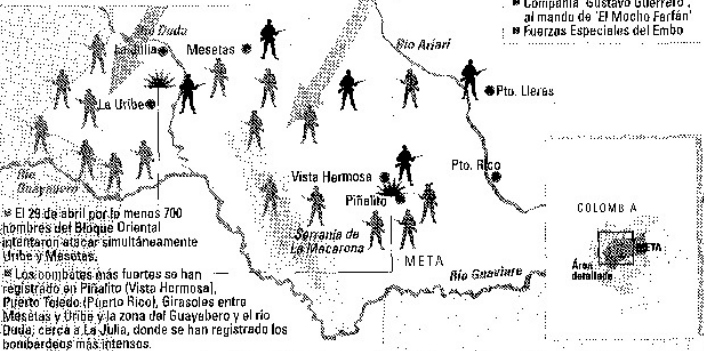 Compañía 'Gustavo Guerrero',
al mando de 'El Mocho Farfán'
Fuerzas Especiales del Embo
Río Duda
La Julia
Mesetas
Río Ariari
Pto. Lleras
La Uribe
Río
Guayabero
Vista Hermosa
Pto. Rico
Piñalito
Serranía de
La Macarena
META
Río Guaviare
COLOMBIA
META
Área
detallada
El 29 de abril por lo menos 700
hombres del Bloque Oriental
intentaron atacar simultáneamente
Uribe y Mesetas.
Los combates más fuertes se han
registrado en Piñalito (Vista Hermosa),
Puerto Toledo (Puerto Rico), Girasoles entre
Mesetas y Uribe y la zona del Guayabero y el río
Duda, cerca a La Julia, donde se han registrado los
bombardeos más intensos.